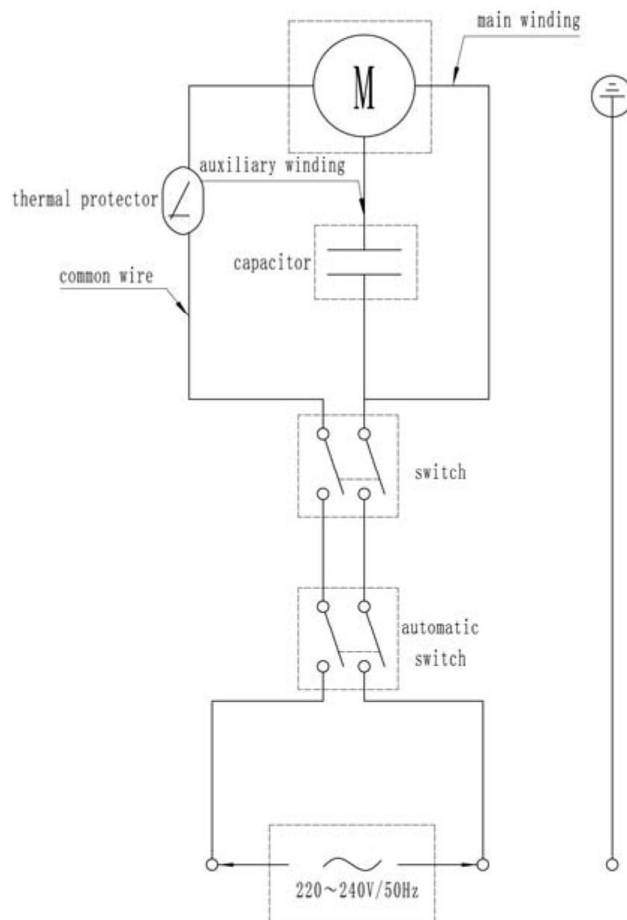 main winding
M
auxiliary winding
thermal protector
capacitor
common wire
switch
automatic
switch
220～240V/50Hz